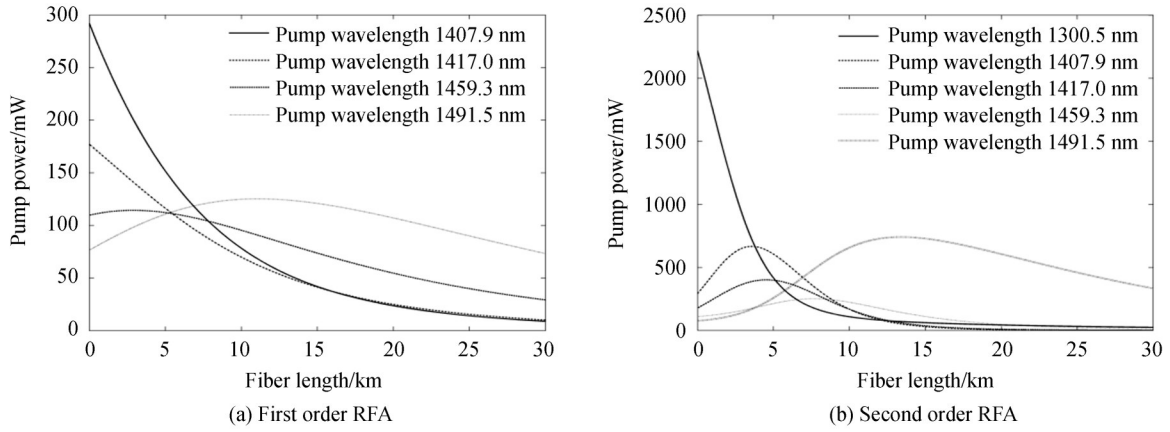 300
250
200
150
100
50
0
Pump power/mW
Pump wavelength 1407.9 nm
Pump wavelength 1417.0 nm
Pump wavelength 1459.3 nm
Pump wavelength 1491.5 nm
0 5 10 15 20 25 30
Fiber length/km
(a) First order RFA
2500
2000
1500
1000
500
0
Pump power/mW
Pump wavelength 1300.5 nm
Pump wavelength 1407.9 nm
Pump wavelength 1417.0 nm
Pump wavelength 1459.3 nm
Pump wavelength 1491.5 nm
0 5 10 15 20 25 30
Fiber length/km
(b) Second order RFA